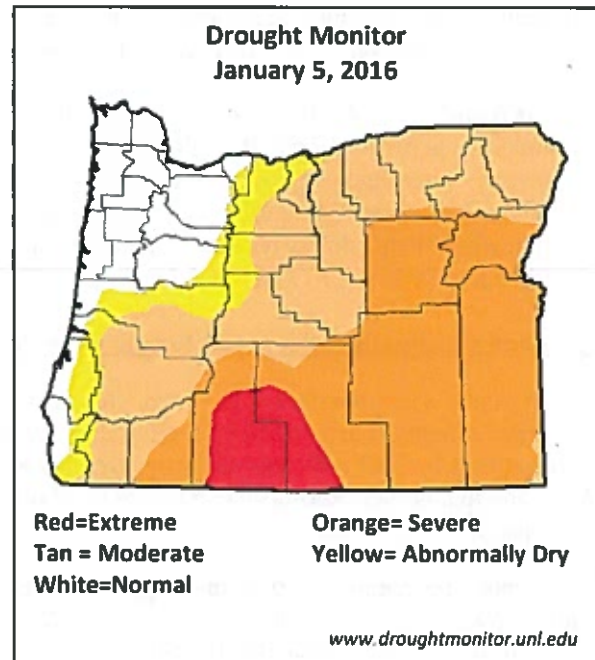 Drought Monitor
January 5, 2016
Red=Extreme
Orange= Severe
Tan = Moderate
Yellow= Abnormally Dry
White=Normal
www.droughtmonitor.unl.edu